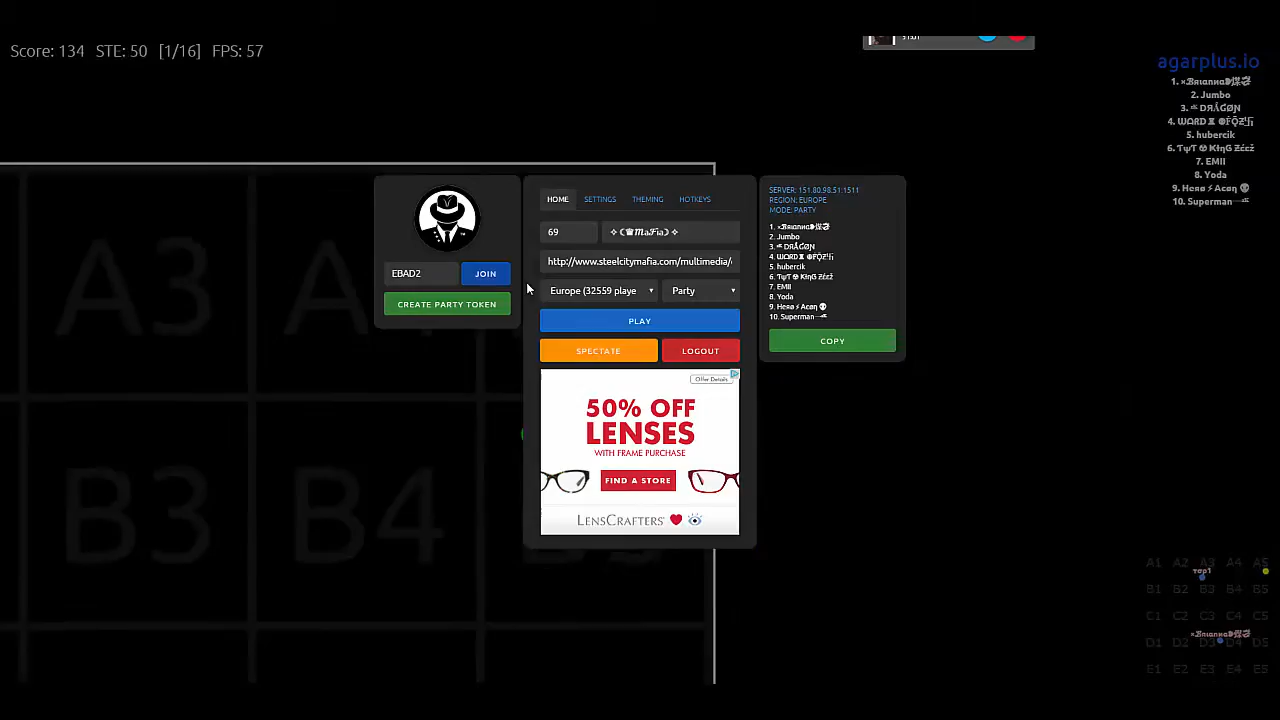 Score: 134 STE: 50 [1/16] FPS: 57
agarplus.io
2. Jumbo
5. hubercik
7. EMII
8. Yoda
HOME SETTINGS THEMING HOTKEYS
69
EBAD2 JOIN
CREATE PARTY TOKEN
http://www.steelcitymafia.com/multimedia/
Europe (32559 playe Party
PLAY
SPECTATE LOGOUT
Offer Details
50% OFF
LENSES
WITH FRAME PURCHASE
FIND A STORE
LENSCRAFTERS
SERVER: 151.80.98.51:1511
REGION: EUROPE
MODE: PARTY
2. Jumbo
5. hubercik
7. EMII
8. Yoda
COPY
A3
B3 B4
A1 A2 A3 A4 A5
B1 B2 B3 B4 B5
C1 C2 C3 C4 C5
D1 D2 D3 D4 D5
E1 E2 E3 E4 E5